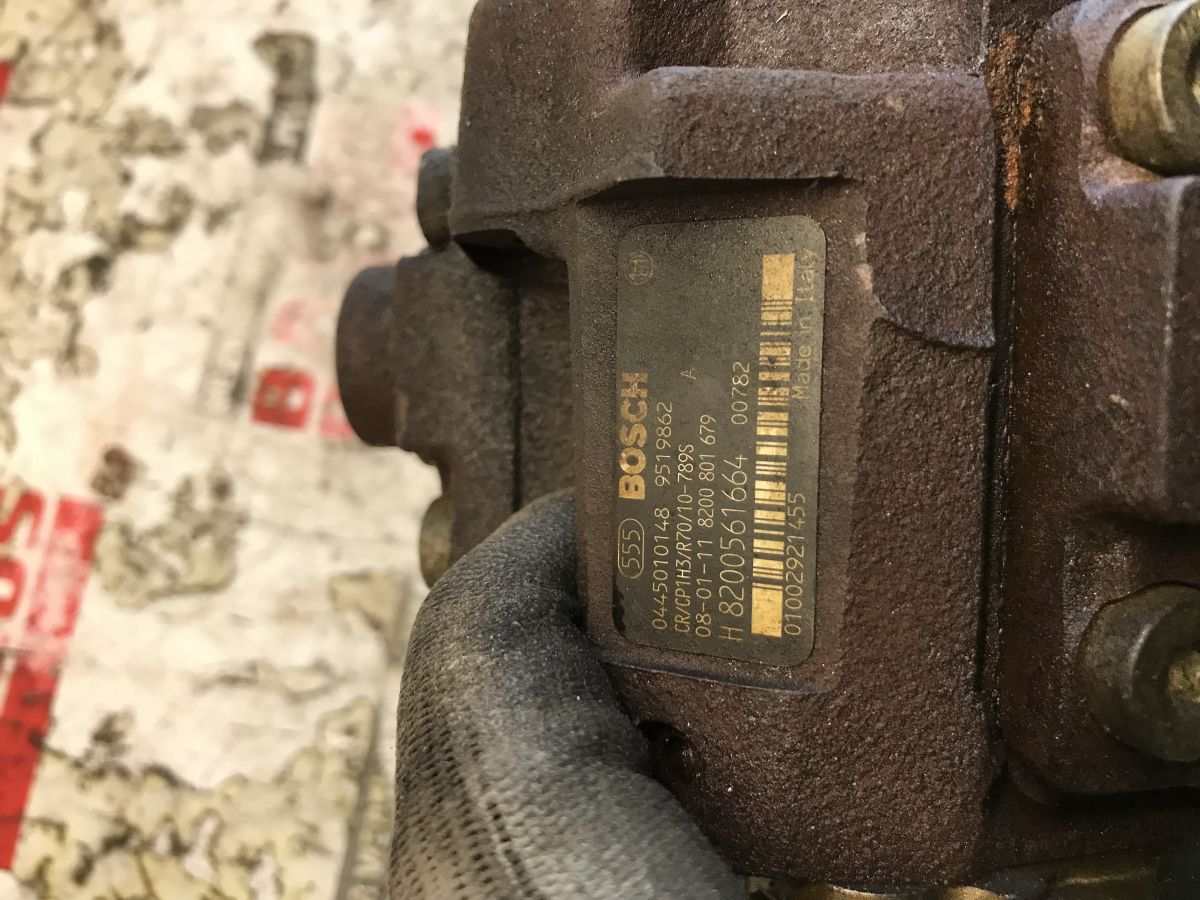 555 BOSCH
0445010148 9519862
CR/CP1H3/R70/10-789S A
08-01-11 8200 801 679
H 8200561664 00782
0100292145S Made in Italy